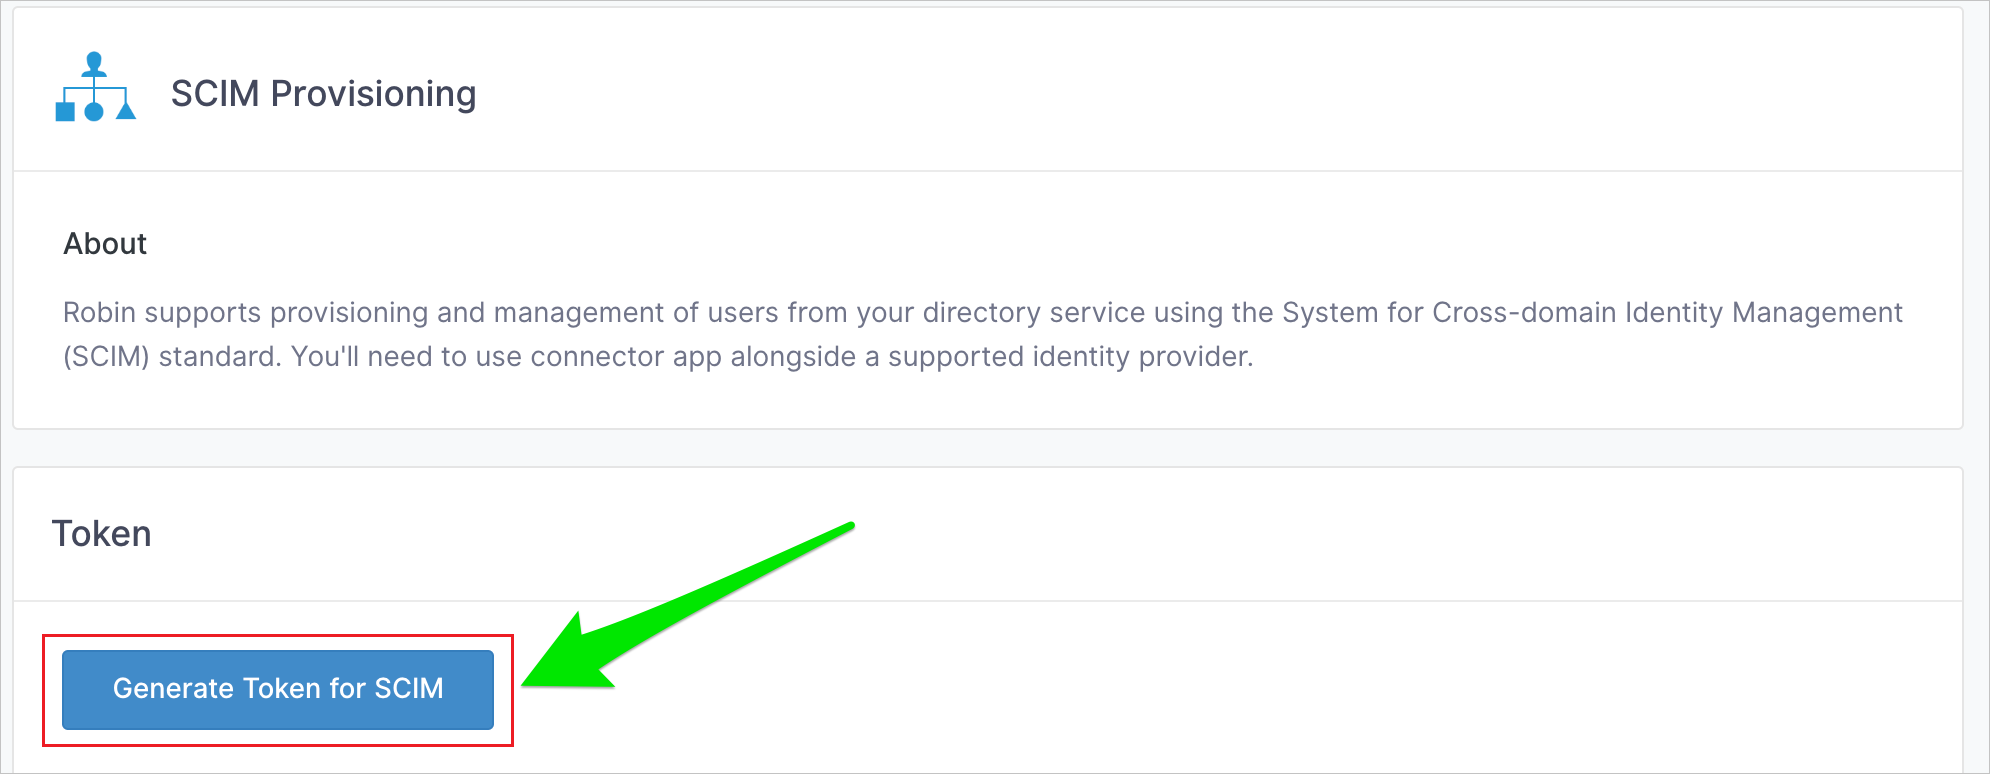 SCIM Provisioning
About
Robin supports provisioning and management of users from your directory service using the System for Cross-domain Identity Management
(SCIM) standard. You'll need to use connector app alongside a supported identity provider.
Token
Generate Token for SCIM